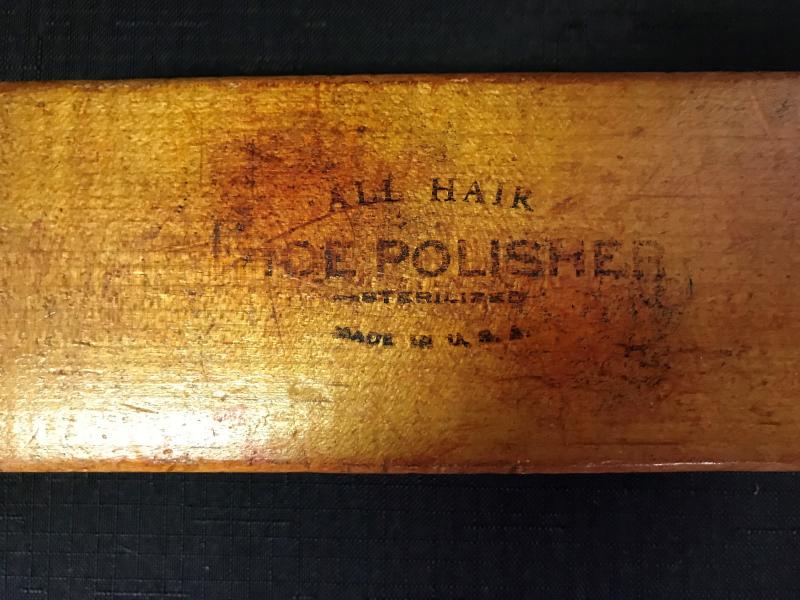 ALL HAIR
SHOE POLISHER
STERILIZED
MADE IN U.S.A.